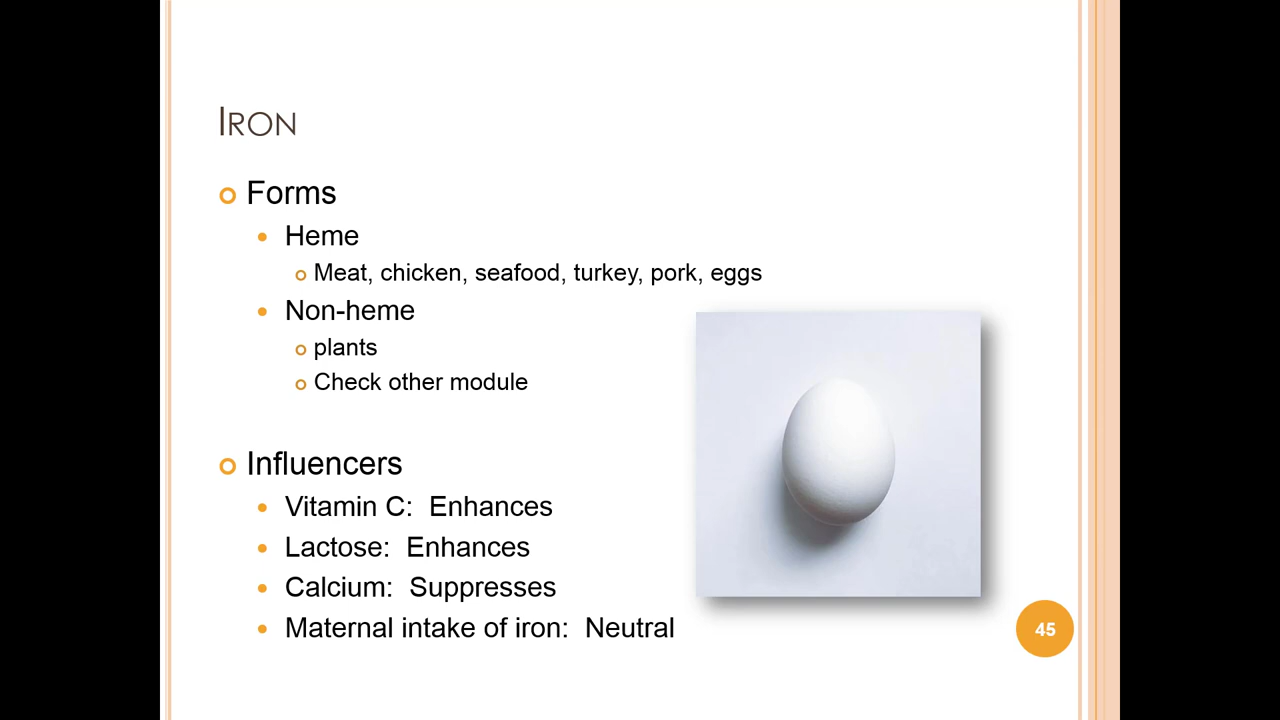 Iron
Forms
Heme
Meat, chicken, seafood, turkey, pork, eggs
Non-heme
plants
Check other module
Influencers
Vitamin C:  Enhances
Lactose:  Enhances
Calcium:  Suppresses
Maternal intake of iron:  Neutral
45